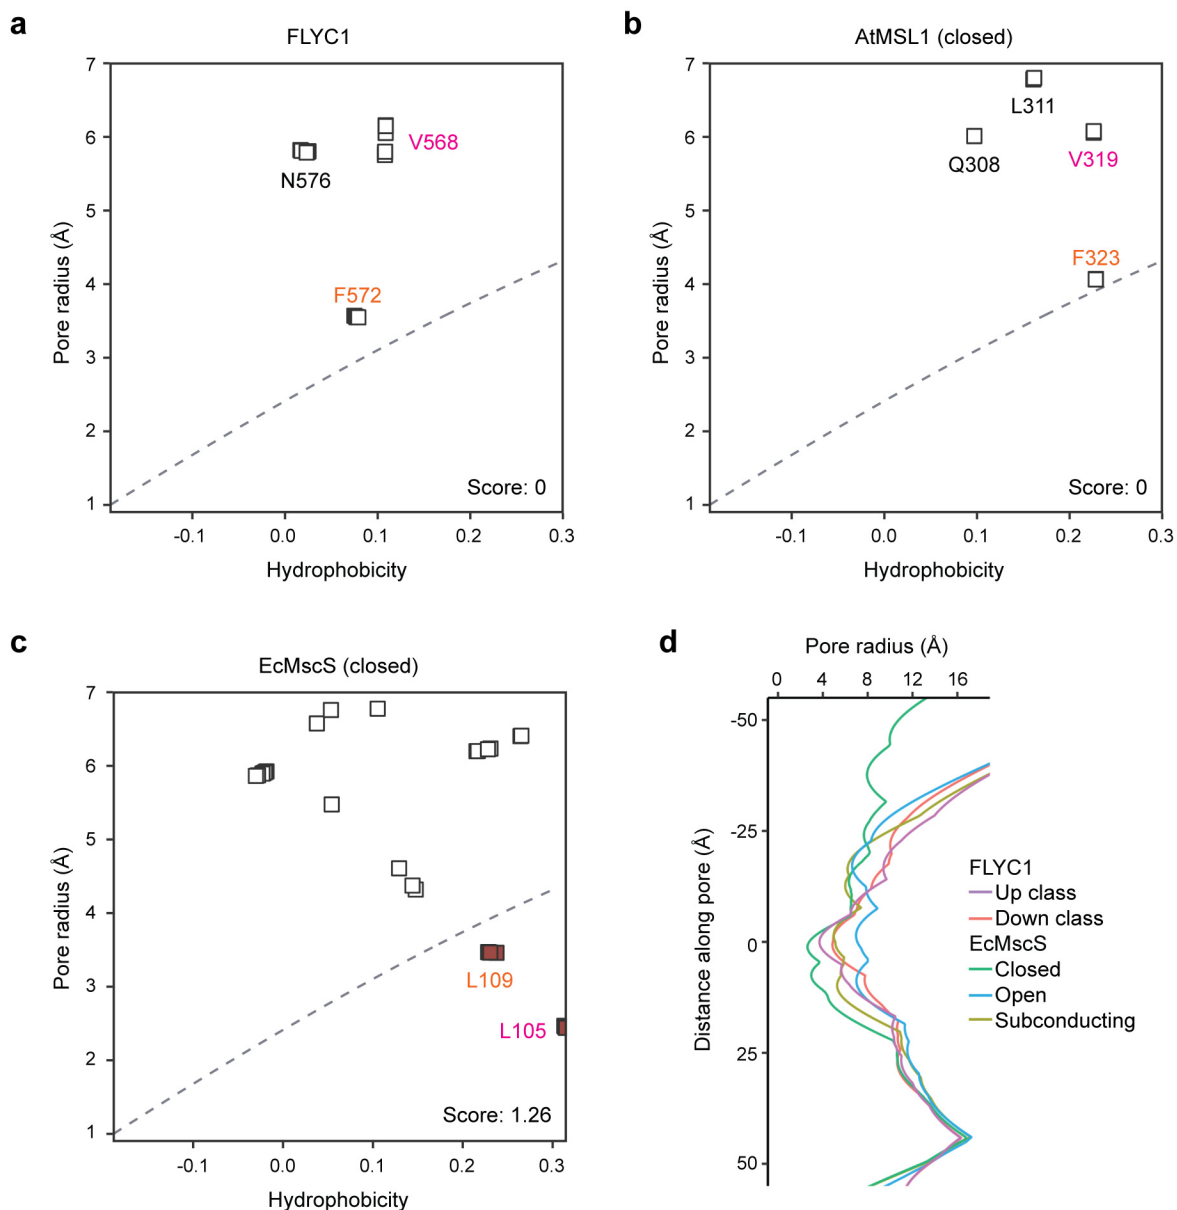 a
FLYC1
7
6
5
4
3
2
1
Pore radius (Å)
V568
N576
F572
Score: 0
-0.1
0.0
0.1
0.2
0.3
Hydrophobicity
b
AtMSL1 (closed)
7
6
5
4
3
2
1
Pore radius (Å)
L311
Q308
V319
F323
Score: 0
-0.1
0.0
0.1
0.2
0.3
Hydrophobicity
c
EcMscS (closed)
7
6
5
4
3
2
1
Pore radius (Å)
L109
L105
Score: 1.26
-0.1
0.0
0.1
0.2
0.3
Hydrophobicity
d
Pore radius (Å)
0 4 8 12 16
-50
-25
0
25
50
Distance along pore (Å)
FLYC1
Up class
Down class
EcMscS
Closed
Open
Subconducting